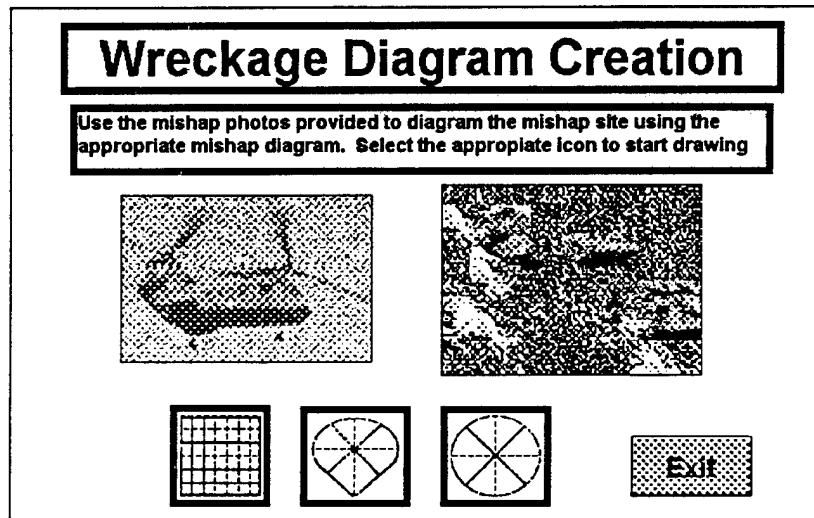 Wreckage Diagram Creation
Use the mishap photos provided to diagram the mishap site using the
appropriate mishap diagram. Select the appropiate icon to start drawing
Exit